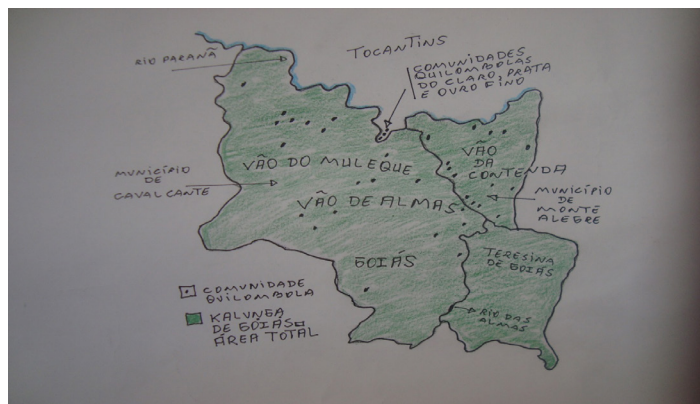 TOCANTINS
RIO PARANÃ
COMUNIDADES
QUILOMBOLAS
DO CLARO, PRATA
E OURO FINO
VÃO DO MULEQUE
VÃO
DA
CONTENDA
MUNICÍPIO
DE
CAVALCANTE
VÃO DE ALMAS
MUNICÍPIO
DE
MONTE
ALEGRE
GOIÁS
TERESINA
DE GOIÁS
COMUNIDADE
QUILOMBOLA
KALUNGA
DE GOIÁS
ÁREA TOTAL
RIO DAS
ALMAS